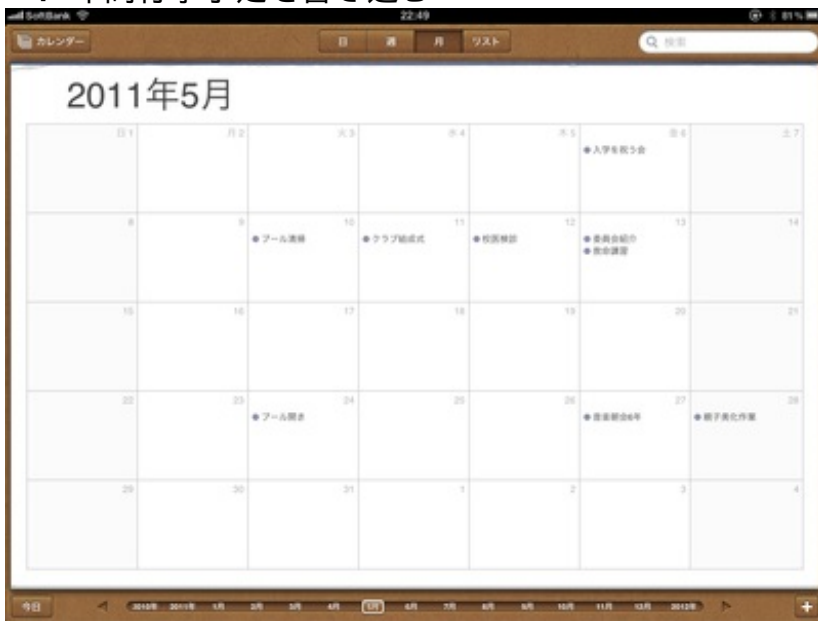 SoftBank 22:49 81%
カレンダー 日 週 月 リスト 検索
2011年5月
日1 月2 火3 水4 木5 金6 土7
入学を祝う会
8 9 10 11 12 13 14
プール清掃 クラブ結成式 校医検診 委員会紹介
救命講習
15 16 17 18 19 20 21
22 23 24 25 26 27 28
プール開き 音楽朝会6年 親子美化作業
29 30 31 1 2 3 4
今日 2010年 2011年 1月 2月 3月 4月 5月 6月 7月 8月 9月 10月 11月 12月 2012年 +